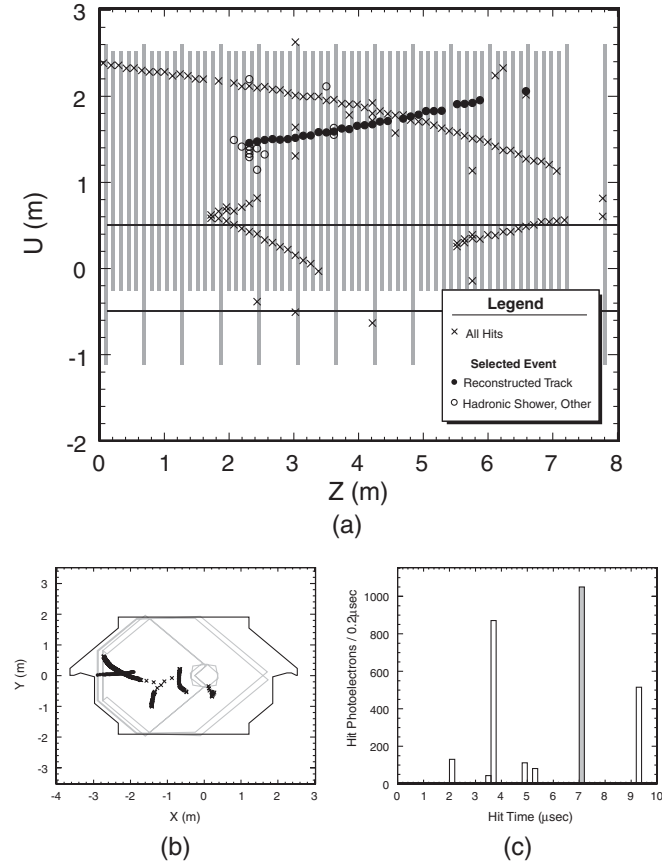 3
2
1
0
-1
-2
U (m)
Legend
All Hits
Selected Event
Reconstructed Track
Hadronic Shower, Other
0 1 2 3 4 5 6 7 8
Z (m)
(a)
3
2
1
0
-1
-2
-3
Y (m)
-4 -3 -2 -1 0 1 2 3
X (m)
(b)
1000
800
600
400
200
0
Hit Photoelectrons / 0.2μsec
0 1 2 3 4 5 6 7 8 9 10
Hit Time (μsec)
(c)